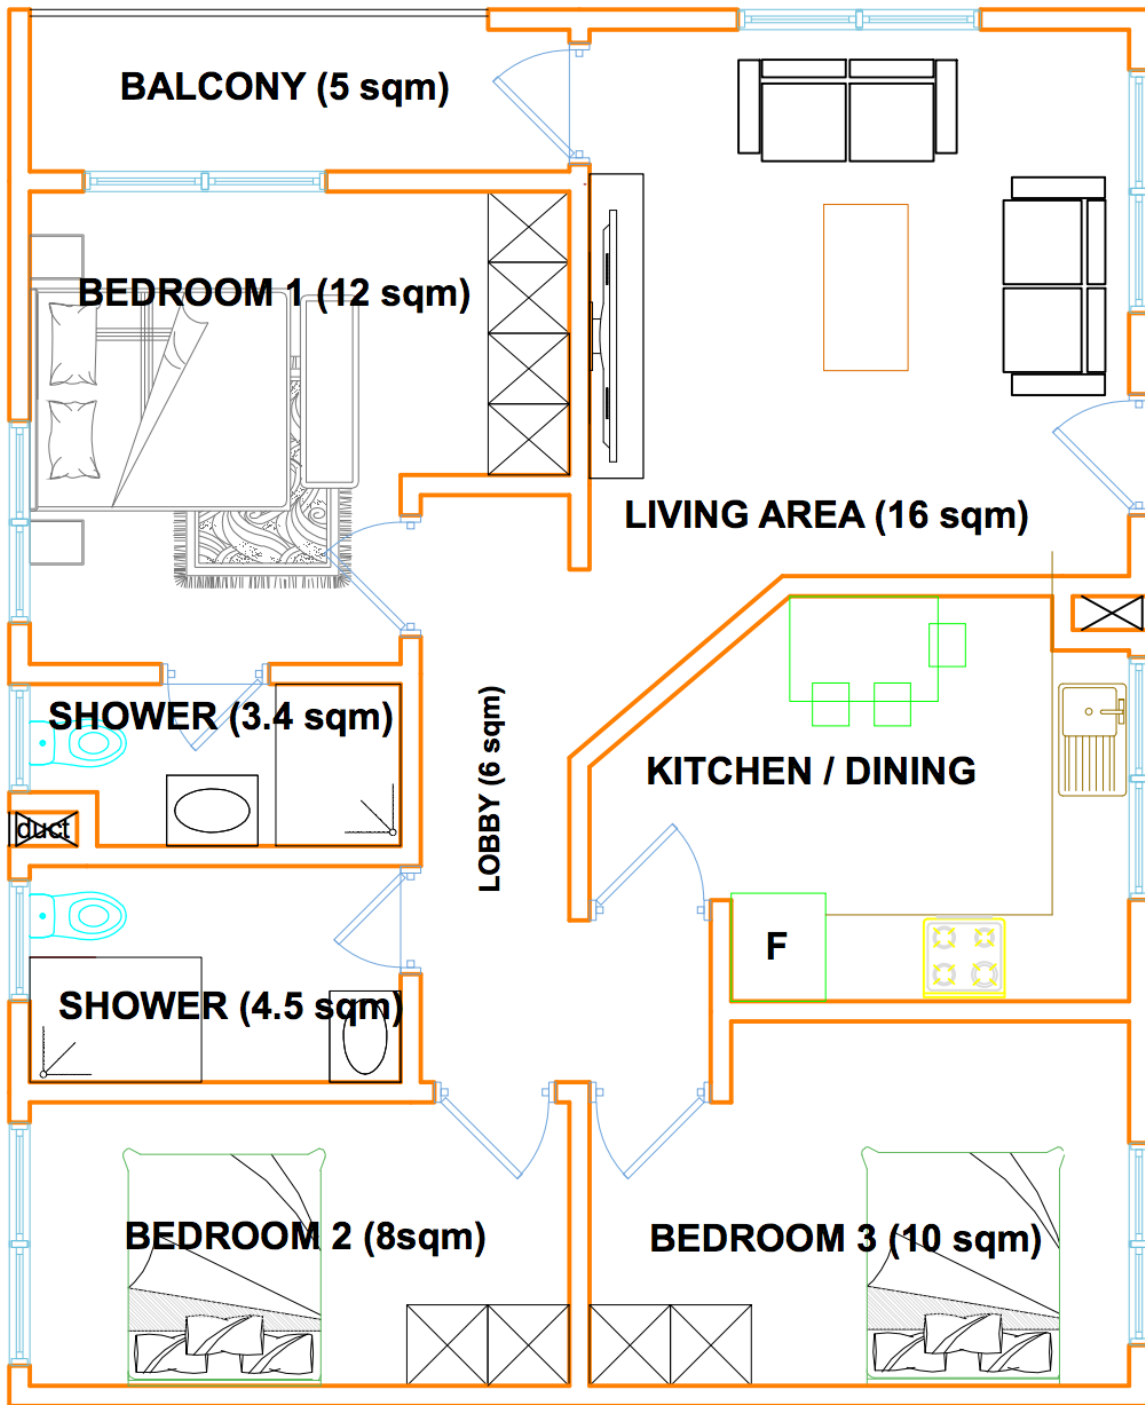 BALCONY (5 sqm)
BEDROOM 1 (12 sqm)
LIVING AREA (16 sqm)
SHOWER (3.4 sqm)
LOBBY (6 sqm)
KITCHEN / DINING
duct
F
SHOWER (4.5 sqm)
BEDROOM 2 (8sqm)
BEDROOM 3 (10 sqm)